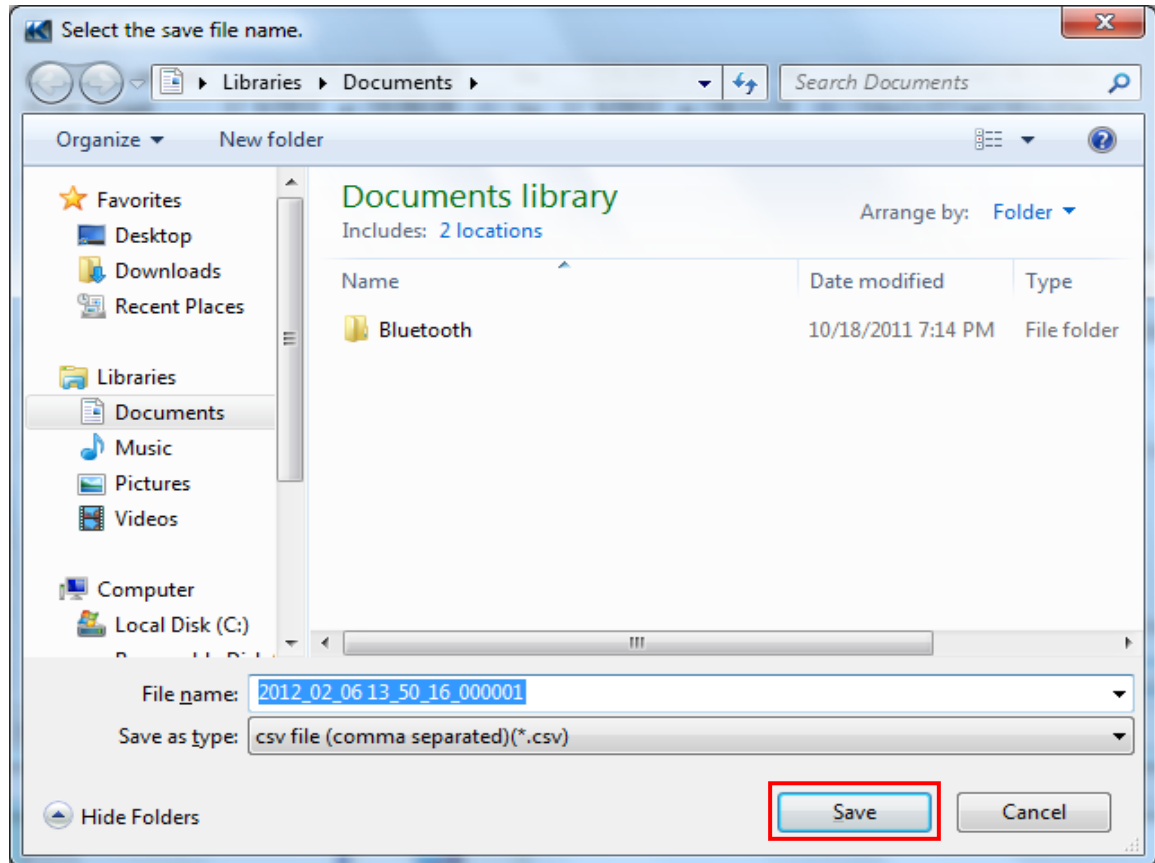 Select the save file name.
Libraries Documents
Search Documents
Organize New folder
Favorites
Desktop
Downloads
Recent Places
Libraries
Documents
Music
Pictures
Videos
Computer
Local Disk (C:)
Documents library
Includes: 2 locations
Arrange by: Folder
Name Date modified Type
Bluetooth 10/18/2011 7:14 PM File folder
File name: 2012_02_06 13_50_16_000001
Save as type: csv file (comma separated)(*.csv)
Hide Folders
Save Cancel